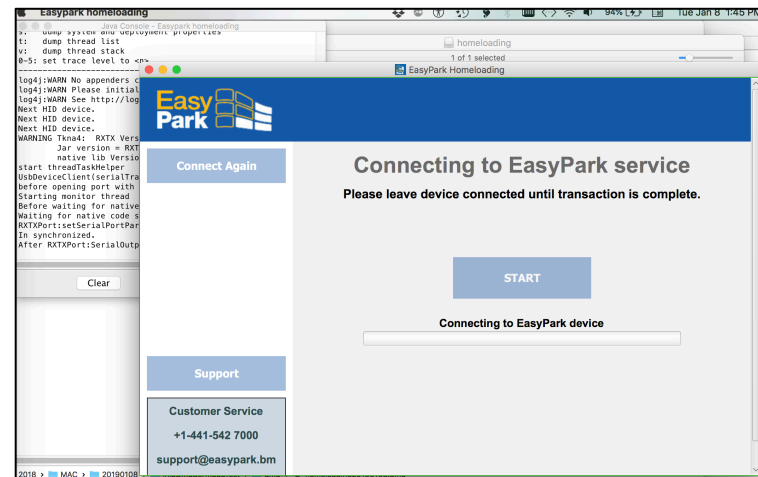 Easypark homeloading
94%
Tue Jan 8 1:45 PM
Java Console - Easypark homeloading
s: dump system and deployment properties
t: dump thread list
v: dump thread stack
0-5: set trace level to <n>
log4j:WARN No appenders c
log4j:WARN Please initial
log4j:WARN See http://log
Next HID device.
Next HID device.
Next HID device.
WARNING Tkna4: RXTX Vers
Jar version = RXT
native lib Versio
start threadTaskHelper
UsbDeviceClient(serialTra
before opening port with
Starting monitor thread
Before waiting for native
Waiting for native code s
RXTXPort:setSerialPortPar
In synchronized.
After RXTXPort:SerialOutp
Clear
homeloading
1 of 1 selected
EasyPark Homeloading
Easy
Park
Connect Again
Connecting to EasyPark service
Please leave device connected until transaction is complete.
START
Connecting to EasyPark device
Support
Customer Service
+1-441-542 7000
support@easypark.bm
2018 › MAC › 20190108